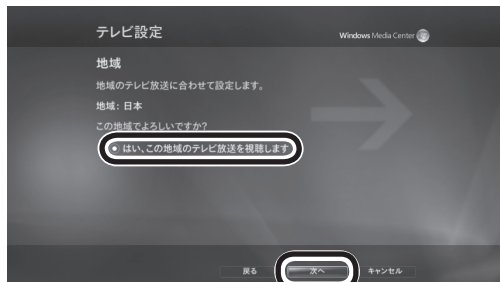 テレビ設定
Windows Media Center
地域
地域のテレビ放送に合わせて設定します。
地域: 日本
この地域でよろしいですか?
はい、この地域のテレビ放送を視聴します
戻る 次へ キャンセル